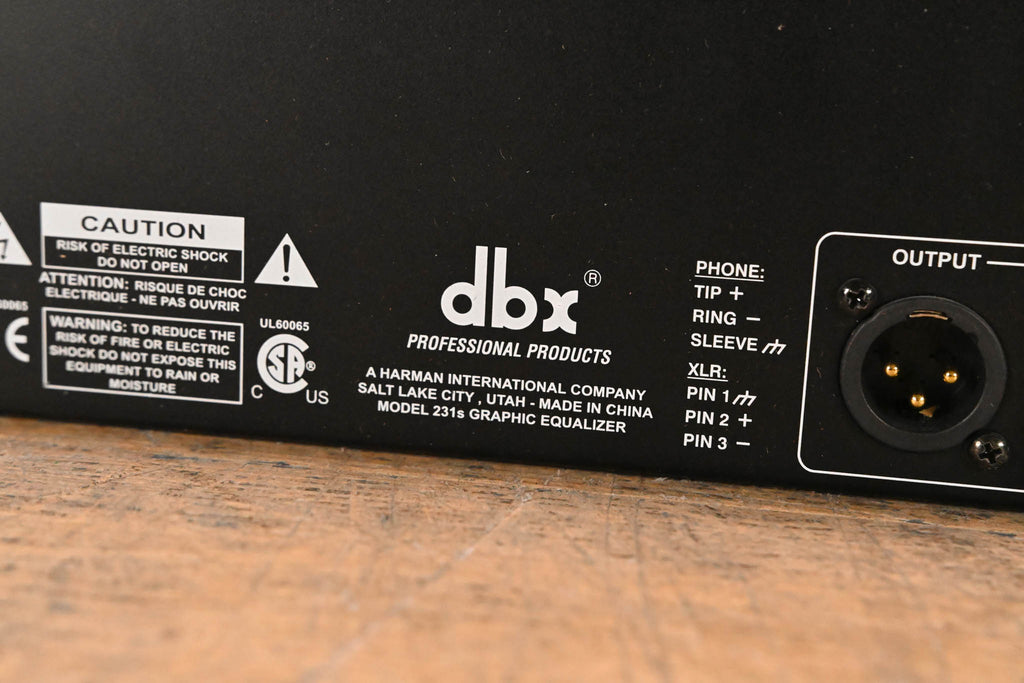 CAUTION
RISK OF ELECTRIC SHOCK
DO NOT OPEN
ATTENTION: RISQUE DE CHOC
ELECTRIQUE - NE PAS OUVRIR
CE
WARNING: TO REDUCE THE
RISK OF FIRE OR ELECTRIC
SHOCK DO NOT EXPOSE THIS
EQUIPMENT TO RAIN OR
MOISTURE
UL60065
SA®
C US
dbx®
PROFESSIONAL PRODUCTS
A HARMAN INTERNATIONAL COMPANY
SALT LAKE CITY , UTAH - MADE IN CHINA
MODEL 231s GRAPHIC EQUALIZER
PHONE:
TIP +
RING −
SLEEVE
XLR:
PIN 1
PIN 2 +
PIN 3 −
OUTPUT